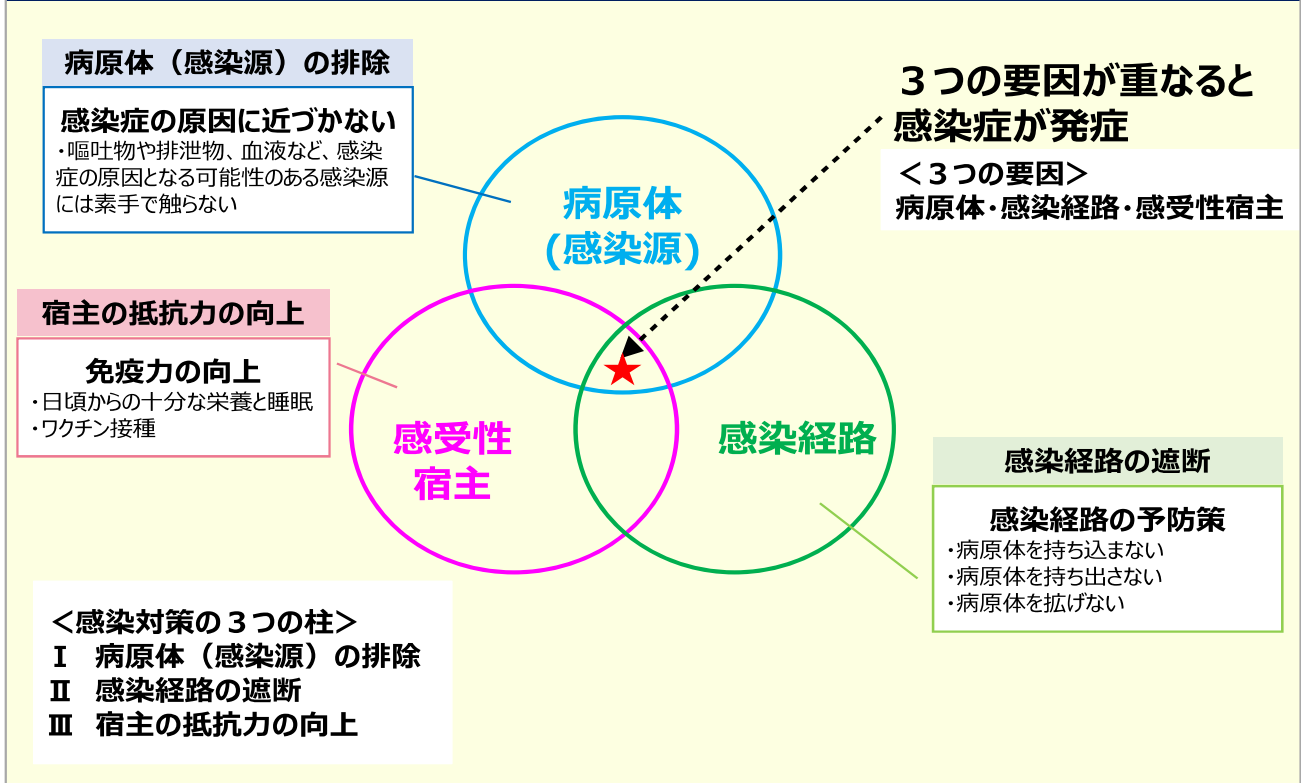 病原体（感染源）の排除
感染症の原因に近づかない
・嘔吐物や排泄物、血液など、感染
症の原因となる可能性のある感染源
には素手で触らない
３つの要因が重なると
感染症が発症
＜３つの要因＞
病原体・感染経路・感受性宿主
病原体
(感染源)
宿主の抵抗力の向上
免疫力の向上
・日頃からの十分な栄養と睡眠
・ワクチン接種
感受性
宿主
感染経路
感染経路の遮断
感染経路の予防策
・病原体を持ち込まない
・病原体を持ち出さない
・病原体を拡げない
＜感染対策の３つの柱＞
Ⅰ　病原体（感染源）の排除
Ⅱ　感染経路の遮断
Ⅲ　宿主の抵抗力の向上